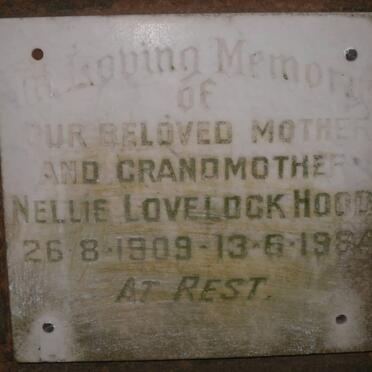 In Loving Memory
of
OUR BELOVED MOTHER
AND GRANDMOTHER
NELLIE LOVELOCK HOOD
26·8·1909-13·6·1984
AT REST.